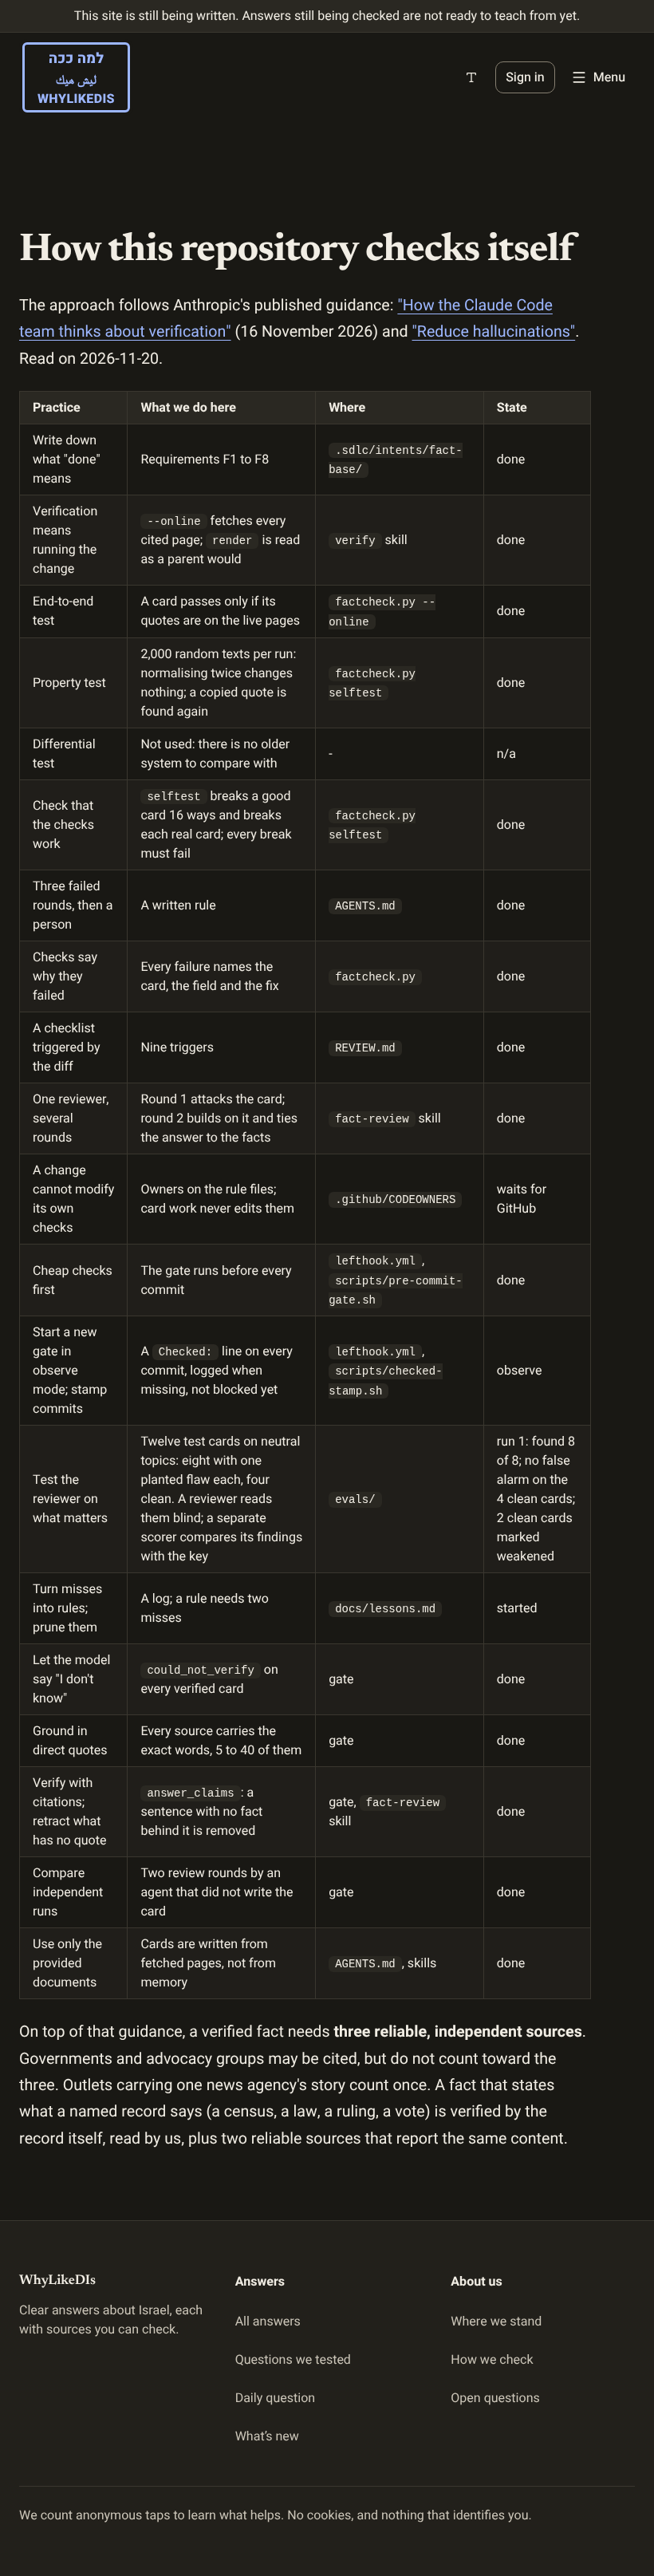 This site is still being written. Answers still being checked are not ready to teach from yet.
למה ככה
ليش هيك
WHYLIKEDIS
T
Sign in
Menu
How this repository checks itself
The approach follows Anthropic's published guidance: "How the Claude Code
team thinks about verification" (16 November 2026) and "Reduce hallucinations".
Read on 2026-11-20.
Practice
What we do here
Where
State
Write down
what "done"
means
Requirements F1 to F8
.sdlc/intents/fact-
base/
done
Verification
means
running the
change
--online fetches every
cited page; render is read
as a parent would
verify skill
done
End-to-end
test
A card passes only if its
quotes are on the live pages
factcheck.py --
online
done
Property test
2,000 random texts per run:
normalising twice changes
nothing; a copied quote is
found again
factcheck.py
selftest
done
Differential
test
Not used: there is no older
system to compare with
-
n/a
Check that
the checks
work
selftest breaks a good
card 16 ways and breaks
each real card; every break
must fail
factcheck.py
selftest
done
Three failed
rounds, then a
person
A written rule
AGENTS.md
done
Checks say
why they
failed
Every failure names the
card, the field and the fix
factcheck.py
done
A checklist
triggered by
the diff
Nine triggers
REVIEW.md
done
One reviewer,
several
rounds
Round 1 attacks the card;
round 2 builds on it and ties
the answer to the facts
fact-review skill
done
A change
cannot modify
its own
checks
Owners on the rule files;
card work never edits them
.github/CODEOWNERS
waits for
GitHub
Cheap checks
first
The gate runs before every
commit
lefthook.yml,
scripts/pre-commit-
gate.sh
done
Start a new
gate in
observe
mode; stamp
commits
A Checked: line on every
commit, logged when
missing, not blocked yet
lefthook.yml,
scripts/checked-
stamp.sh
observe
Test the
reviewer on
what matters
Twelve test cards on neutral
topics: eight with one
planted flaw each, four
clean. A reviewer reads
them blind; a separate
scorer compares its findings
with the key
evals/
run 1: found 8
of 8; no false
alarm on the
4 clean cards;
2 clean cards
marked
weakened
Turn misses
into rules;
prune them
A log; a rule needs two
misses
docs/lessons.md
started
Let the model
say "I don't
know"
could_not_verify on
every verified card
gate
done
Ground in
direct quotes
Every source carries the
exact words, 5 to 40 of them
gate
done
Verify with
citations;
retract what
has no quote
answer_claims: a
sentence with no fact
behind it is removed
gate, fact-review
skill
done
Compare
independent
runs
Two review rounds by an
agent that did not write the
card
gate
done
Use only the
provided
documents
Cards are written from
fetched pages, not from
memory
AGENTS.md, skills
done
On top of that guidance, a verified fact needs three reliable, independent sources.
Governments and advocacy groups may be cited, but do not count toward the
three. Outlets carrying one news agency's story count once. A fact that states
what a named record says (a census, a law, a ruling, a vote) is verified by the
record itself, read by us, plus two reliable sources that report the same content.
WhyLikeDIs
Clear answers about Israel, each
with sources you can check.
Answers
All answers
Questions we tested
Daily question
What's new
About us
Where we stand
How we check
Open questions
We count anonymous taps to learn what helps. No cookies, and nothing that identifies you.